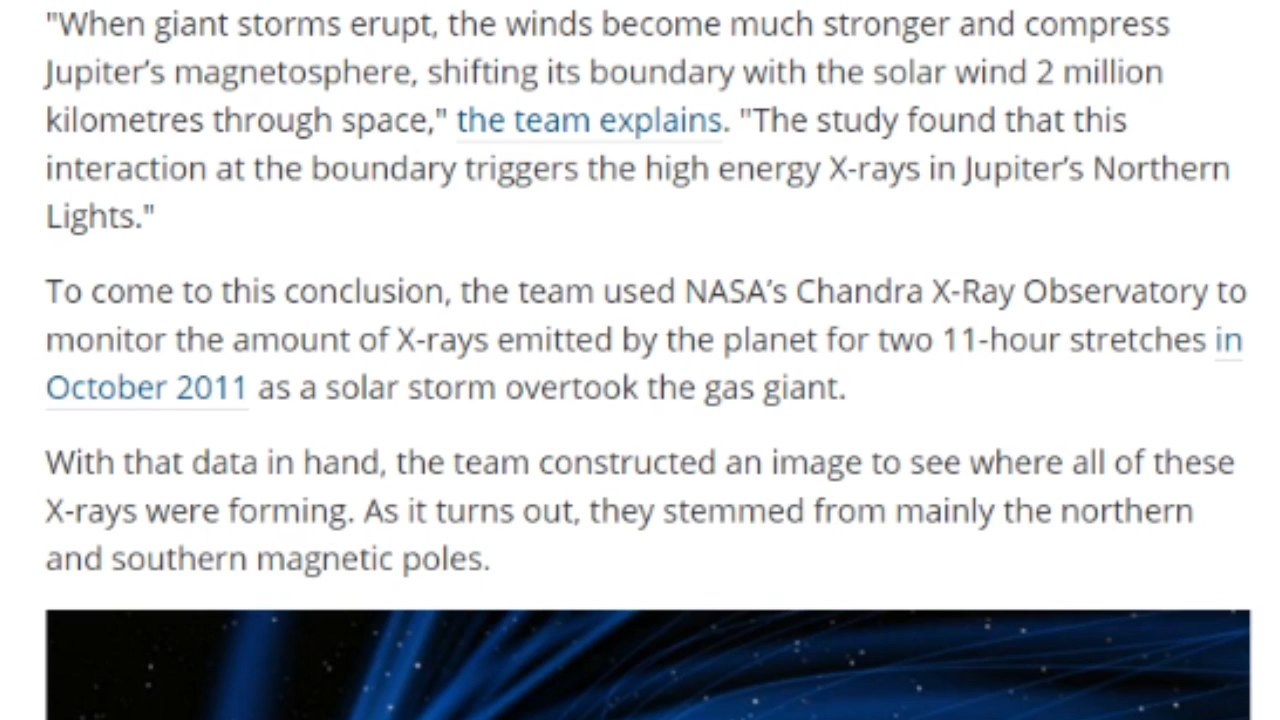 "When giant storms erupt, the winds become much stronger and compress
Jupiter's magnetosphere, shifting its boundary with the solar wind 2 million
kilometres through space," the team explains. "The study found that this
interaction at the boundary triggers the high energy X-rays in Jupiter's Northern
Lights."
To come to this conclusion, the team used NASA's Chandra X-Ray Observatory to
monitor the amount of X-rays emitted by the planet for two 11-hour stretches in
October 2011 as a solar storm overtook the gas giant.
With that data in hand, the team constructed an image to see where all of these
X-rays were forming. As it turns out, they stemmed from mainly the northern
and southern magnetic poles.